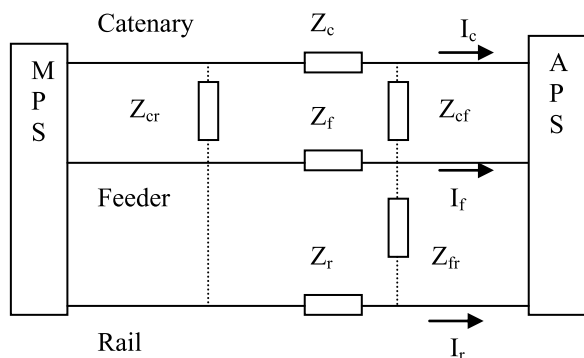 Catenary
Z_c
I_c
M
P
S
A
P
S
Z_cr
Z_f
Z_cf
Feeder
I_f
Z_r
Z_fr
Rail
I_r